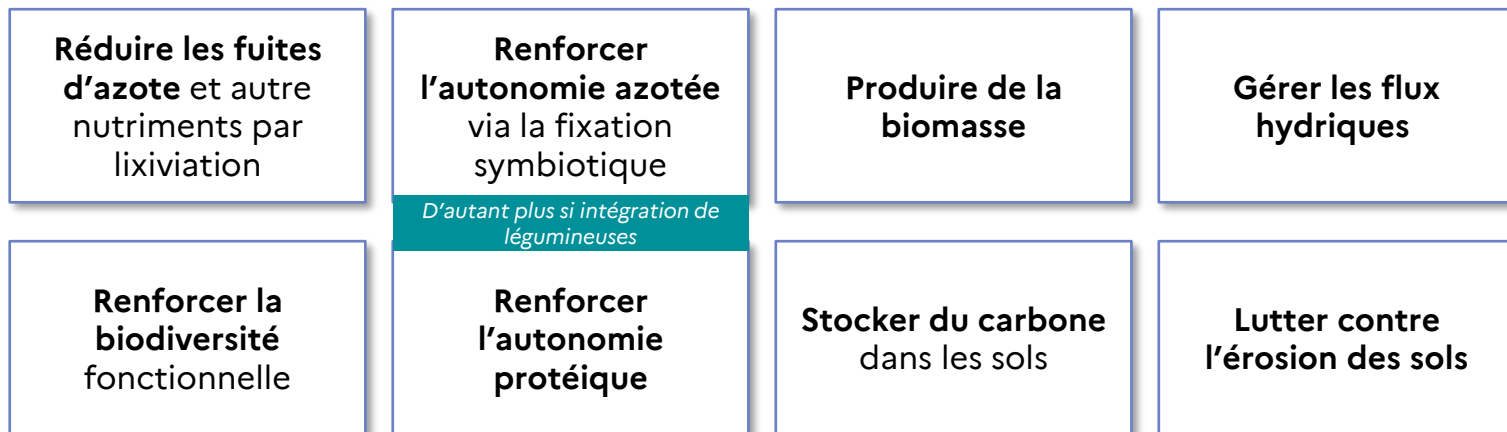 Réduire les fuites
d’azote et autre
nutriments par
lixiviation
Renforcer
l’autonomie azotée
via la fixation
symbiotique
Produire de la
biomasse
Gérer les flux
hydriques
D’autant plus si intégration de
légumineuses
Renforcer la
biodiversité
fonctionnelle
Renforcer
l’autonomie
protéique
Stocker du carbone
dans les sols
Lutter contre
l’érosion des sols